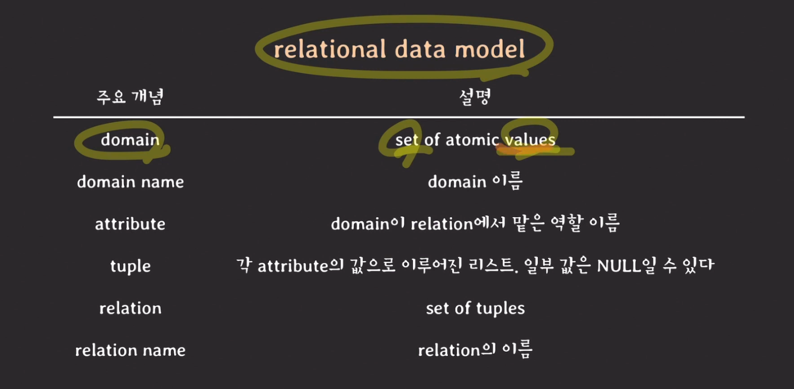 relational data model
주요 개념 설명
domain set of atomic values
domain name domain 이름
attribute domain이 relation에서 맡은 역할 이름
tuple 각 attribute의 값으로 이루어진 리스트. 일부 값은 NULL일 수 있다
relation set of tuples
relation name relation의 이름